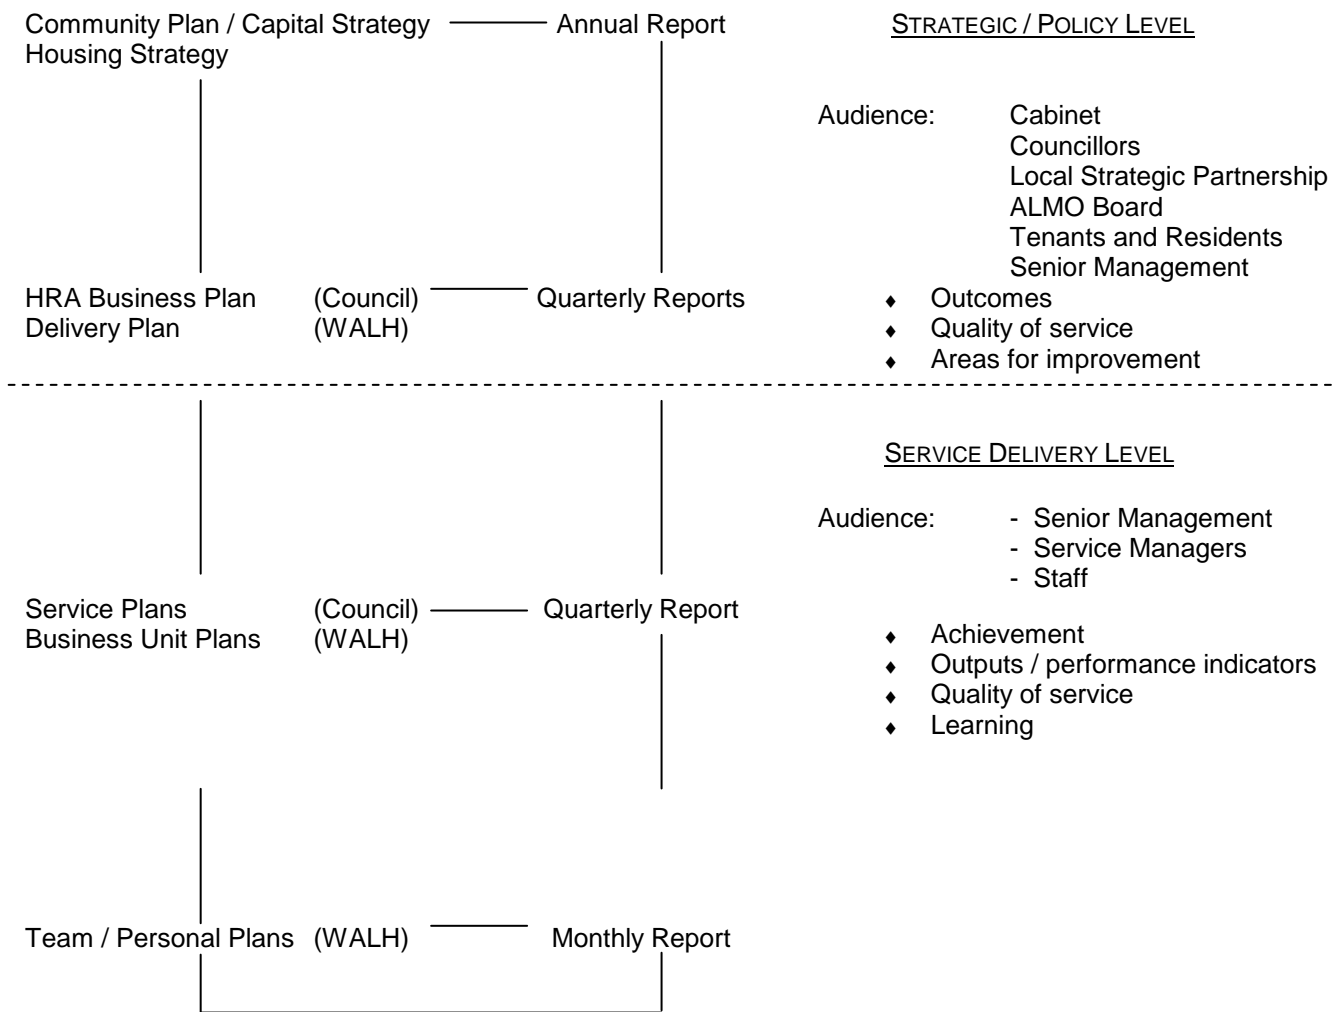 Community Plan / Capital Strategy Annual Report STRATEGIC / POLICY LEVEL
Housing Strategy
Audience: Cabinet
Councillors
Local Strategic Partnership
ALMO Board
Tenants and Residents
Senior Management
HRA Business Plan (Council) Quarterly Reports ♦ Outcomes
Delivery Plan (WALH) ♦ Quality of service
♦ Areas for improvement
SERVICE DELIVERY LEVEL
Audience: - Senior Management
- Service Managers
- Staff
Service Plans (Council) Quarterly Report
Business Unit Plans (WALH) ♦ Achievement
♦ Outputs / performance indicators
♦ Quality of service
♦ Learning
Team / Personal Plans (WALH) Monthly Report